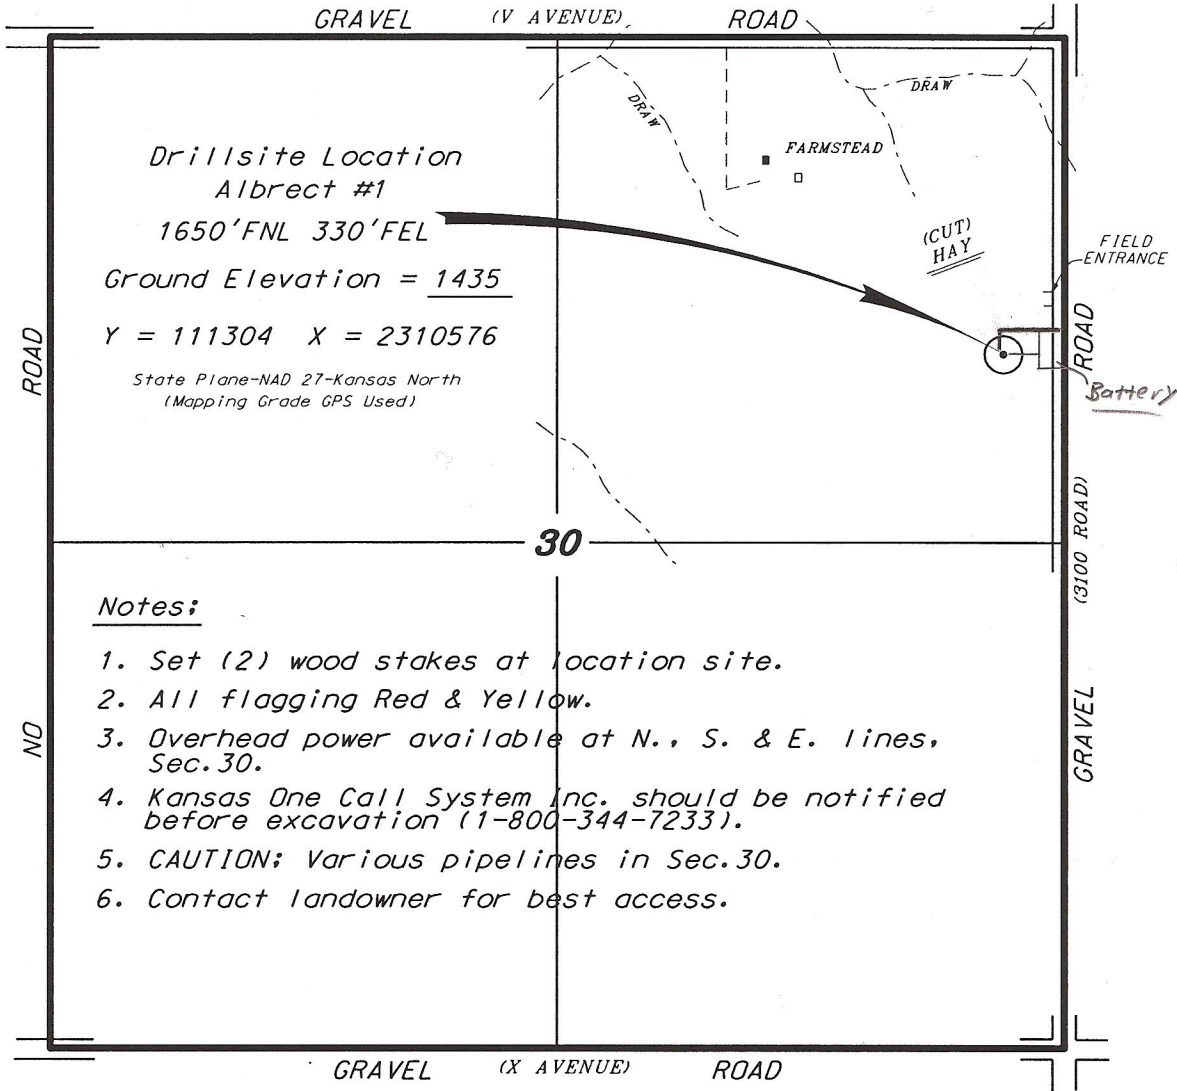 GRAVEL (V AVENUE) ROAD
DRAW
DRAW
FARMSTEAD
Drillsite Location
Albrect #1
1650'FNL 330'FEL
(CUT)
HAY
FIELD
ENTRANCE
Ground Elevation = 1435
Y = 111304 X = 2310576
State Plane-NAD 27-Kansas North
(Mapping Grade GPS Used)
ROAD
ROAD
Battery
(3100 ROAD)
30
Notes:
1. Set (2) wood stakes at location site.
2. All flagging Red & Yellow.
3. Overhead power available at N., S. & E. lines,
Sec.30.
4. Kansas One Call System Inc. should be notified
before excavation (1-800-344-7233).
5. CAUTION: Various pipelines in Sec.30.
6. Contact landowner for best access.
NO
GRAVEL
GRAVEL (X AVENUE) ROAD